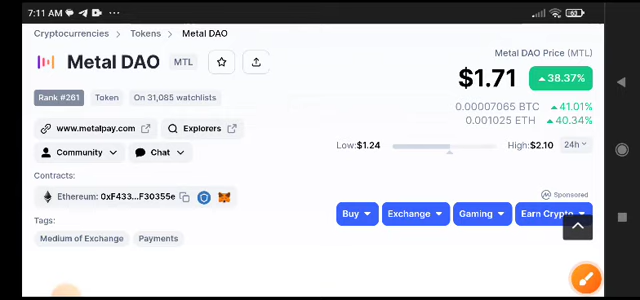 7:11 AM
63
Cryptocurrencies > Tokens > Metal DAO
Metal DAO MTL
Rank #261 Token On 31,085 watchlists
www.metalpay.com Explorers
Community Chat
Contracts:
Ethereum: 0xF433...F30355e
Tags:
Medium of Exchange Payments
Metal DAO Price (MTL)
$1.71 38.37%
0.00007065 BTC 41.01%
0.001025 ETH 40.34%
Low:$1.24 High:$2.10 24h
Sponsored
Buy Exchange Gaming Earn Crypto